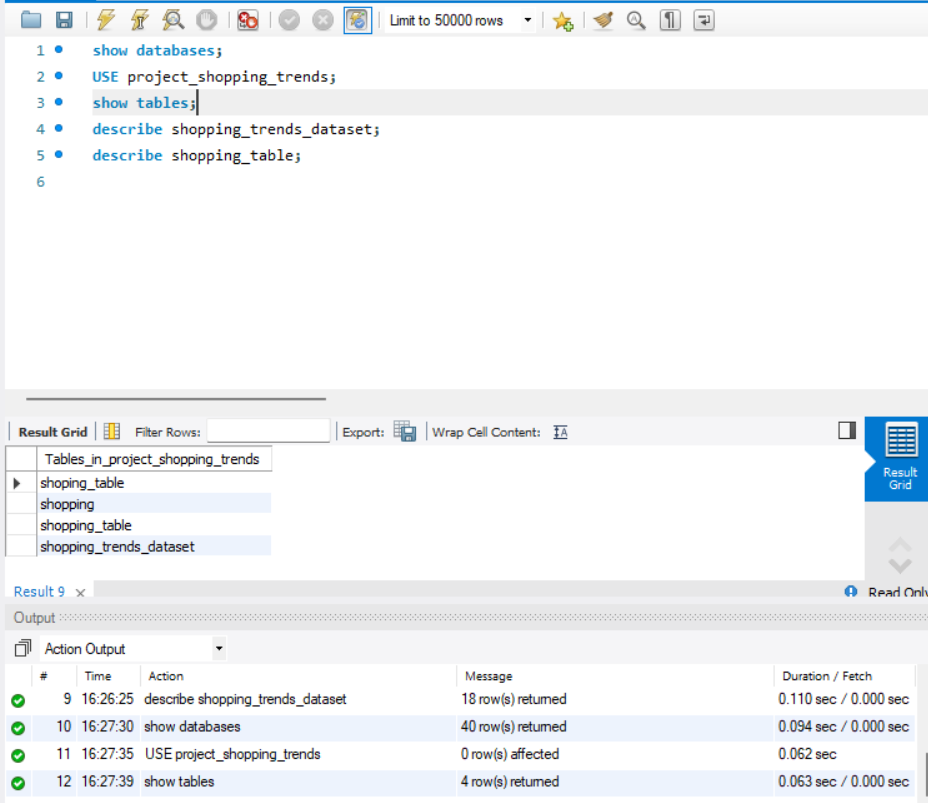 Limit to 50000 rows
1 show databases;
2 USE project_shopping_trends;
3 show tables;
4 describe shopping_trends_dataset;
5 describe shopping_table;
6
Result Grid Filter Rows: Export: Wrap Cell Content:
Tables_in_project_shopping_trends
shoping_table
shopping
shopping_table
shopping_trends_dataset
Result Grid
Result 9 Read Only
Output
Action Output
# Time Action Message Duration / Fetch
9 16:26:25 describe shopping_trends_dataset 18 row(s) returned 0.110 sec / 0.000 sec
10 16:27:30 show databases 40 row(s) returned 0.094 sec / 0.000 sec
11 16:27:35 USE project_shopping_trends 0 row(s) affected 0.062 sec
12 16:27:39 show tables 4 row(s) returned 0.063 sec / 0.000 sec